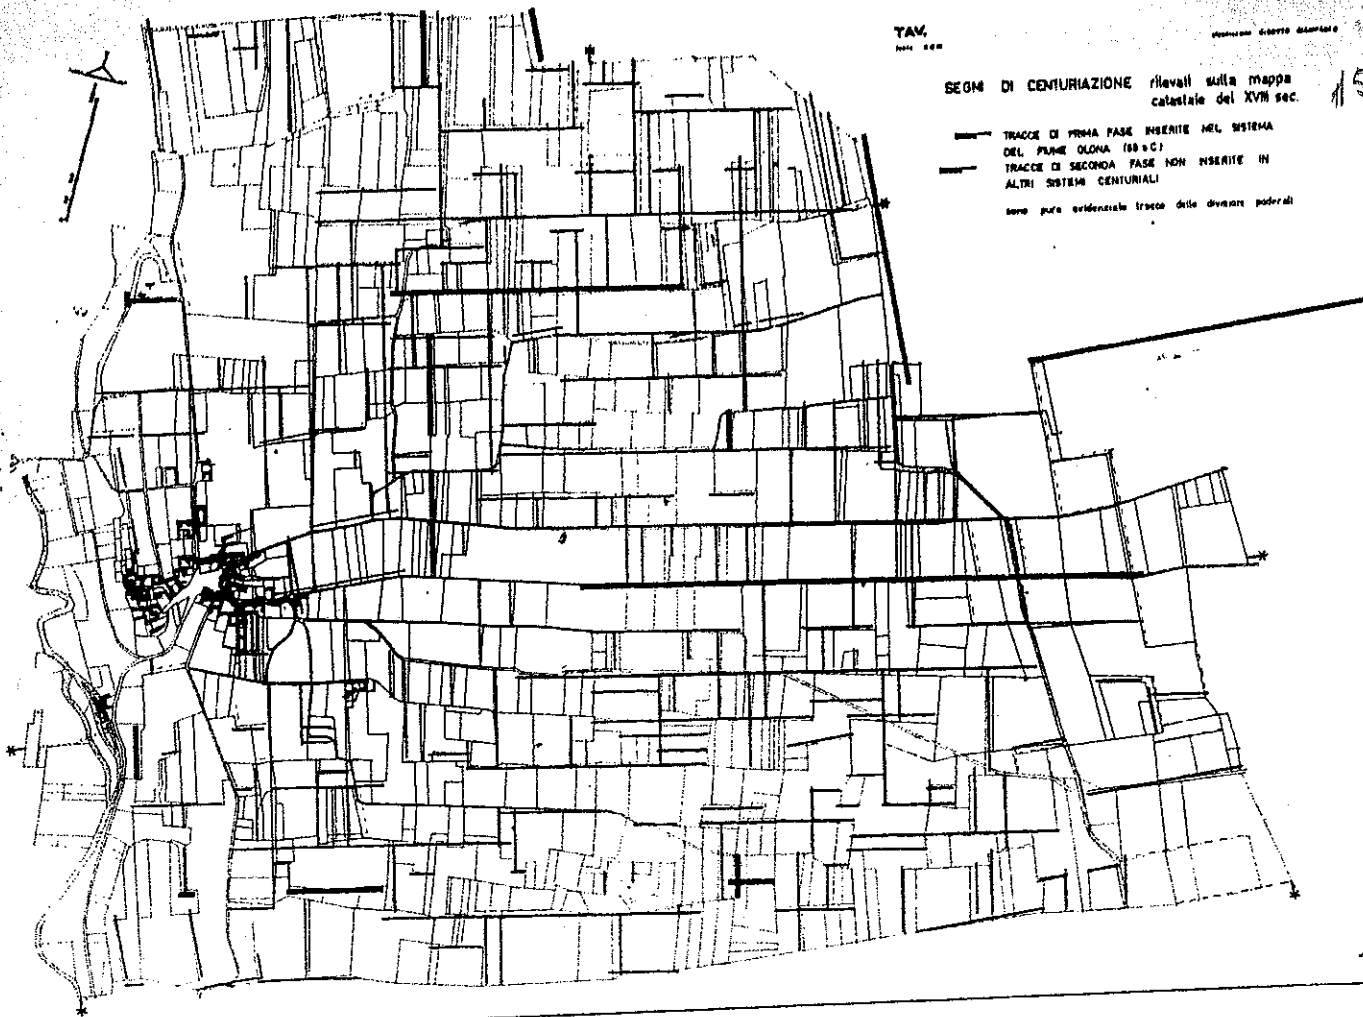 TAV.
SEGNI DI CENTURIAZIONE rilevati sulla mappa
catastale del XVIII sec.
TRACCE DI PRIMA FASE INSERITE NEL SISTEMA
DEL FIUME OLONA
TRACCE DI SECONDA FASE NON INSERITE IN
ALTRI SISTEMI CENTURIALI
sono pure evidenziate tracce delle divisioni poderali